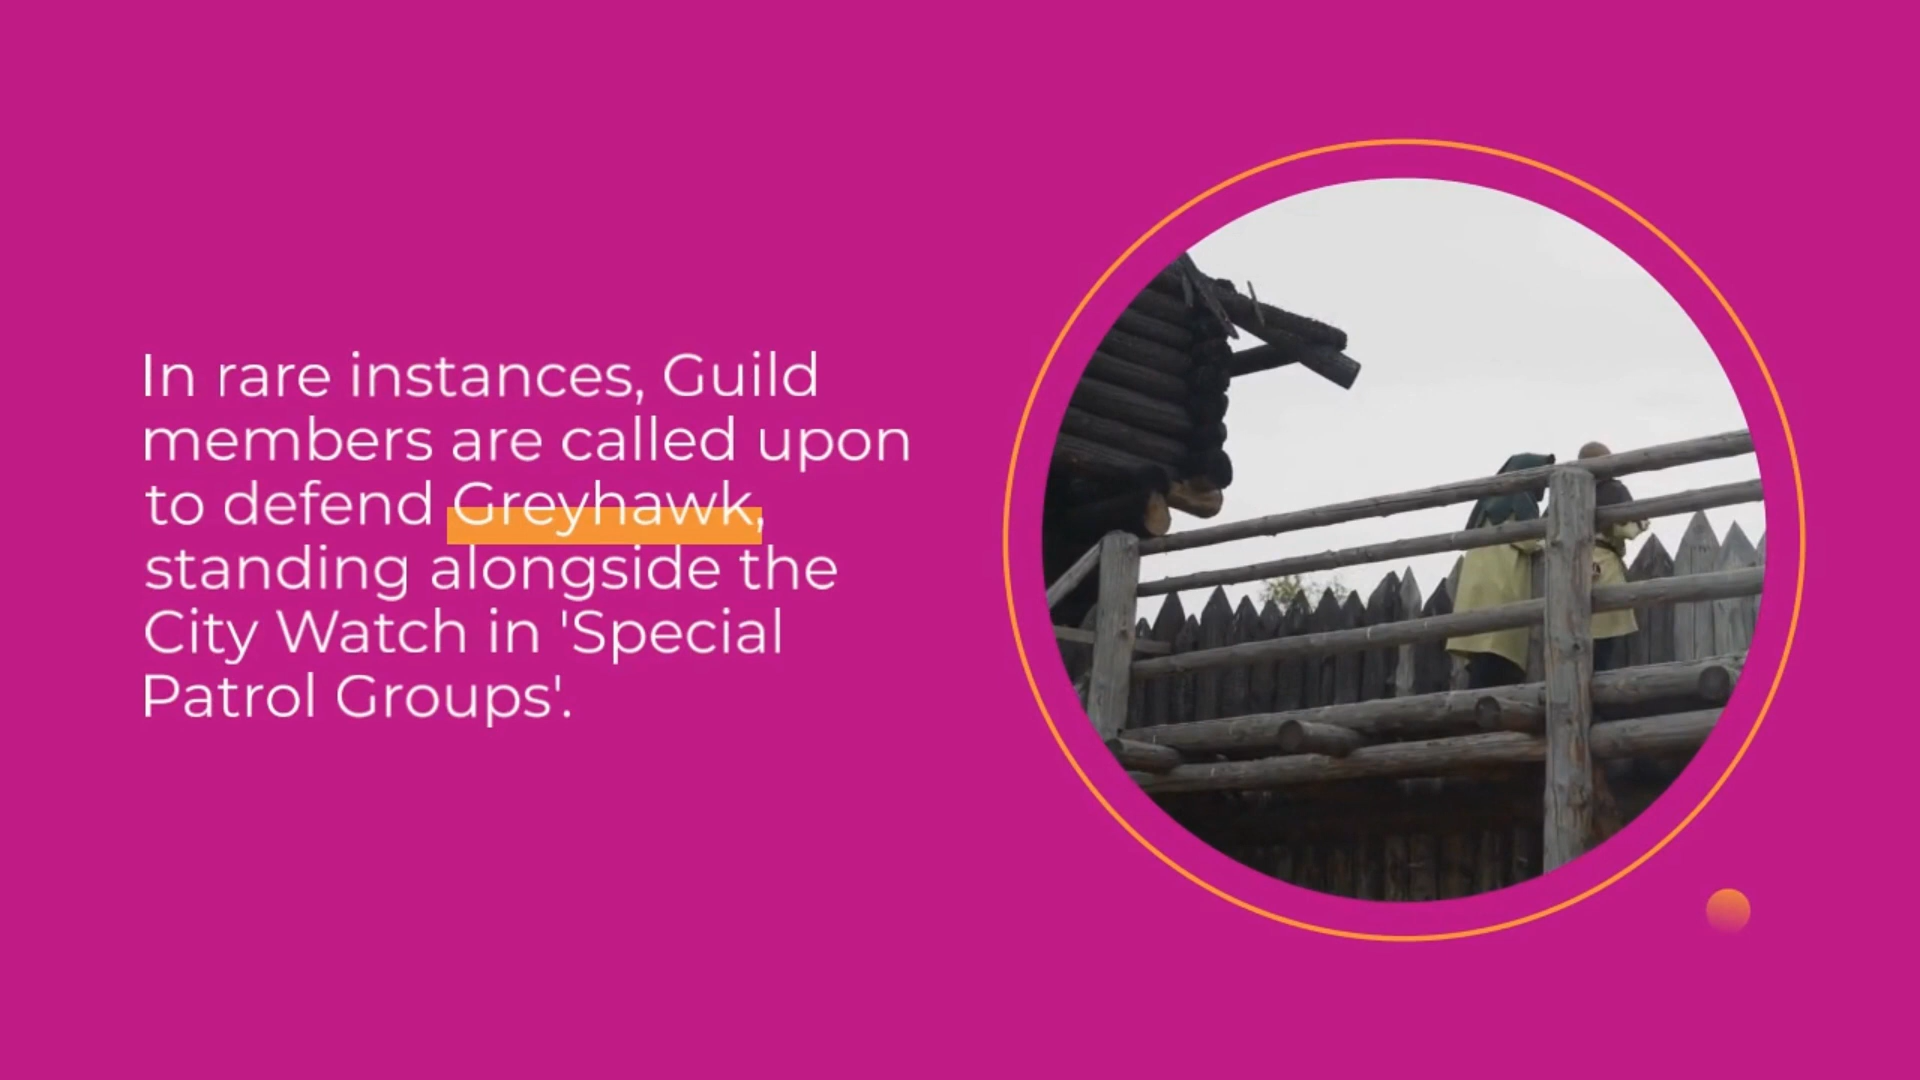 In rare instances, Guild
members are called upon
to defend Greyhawk,
standing alongside the
City Watch in 'Special
Patrol Groups'.